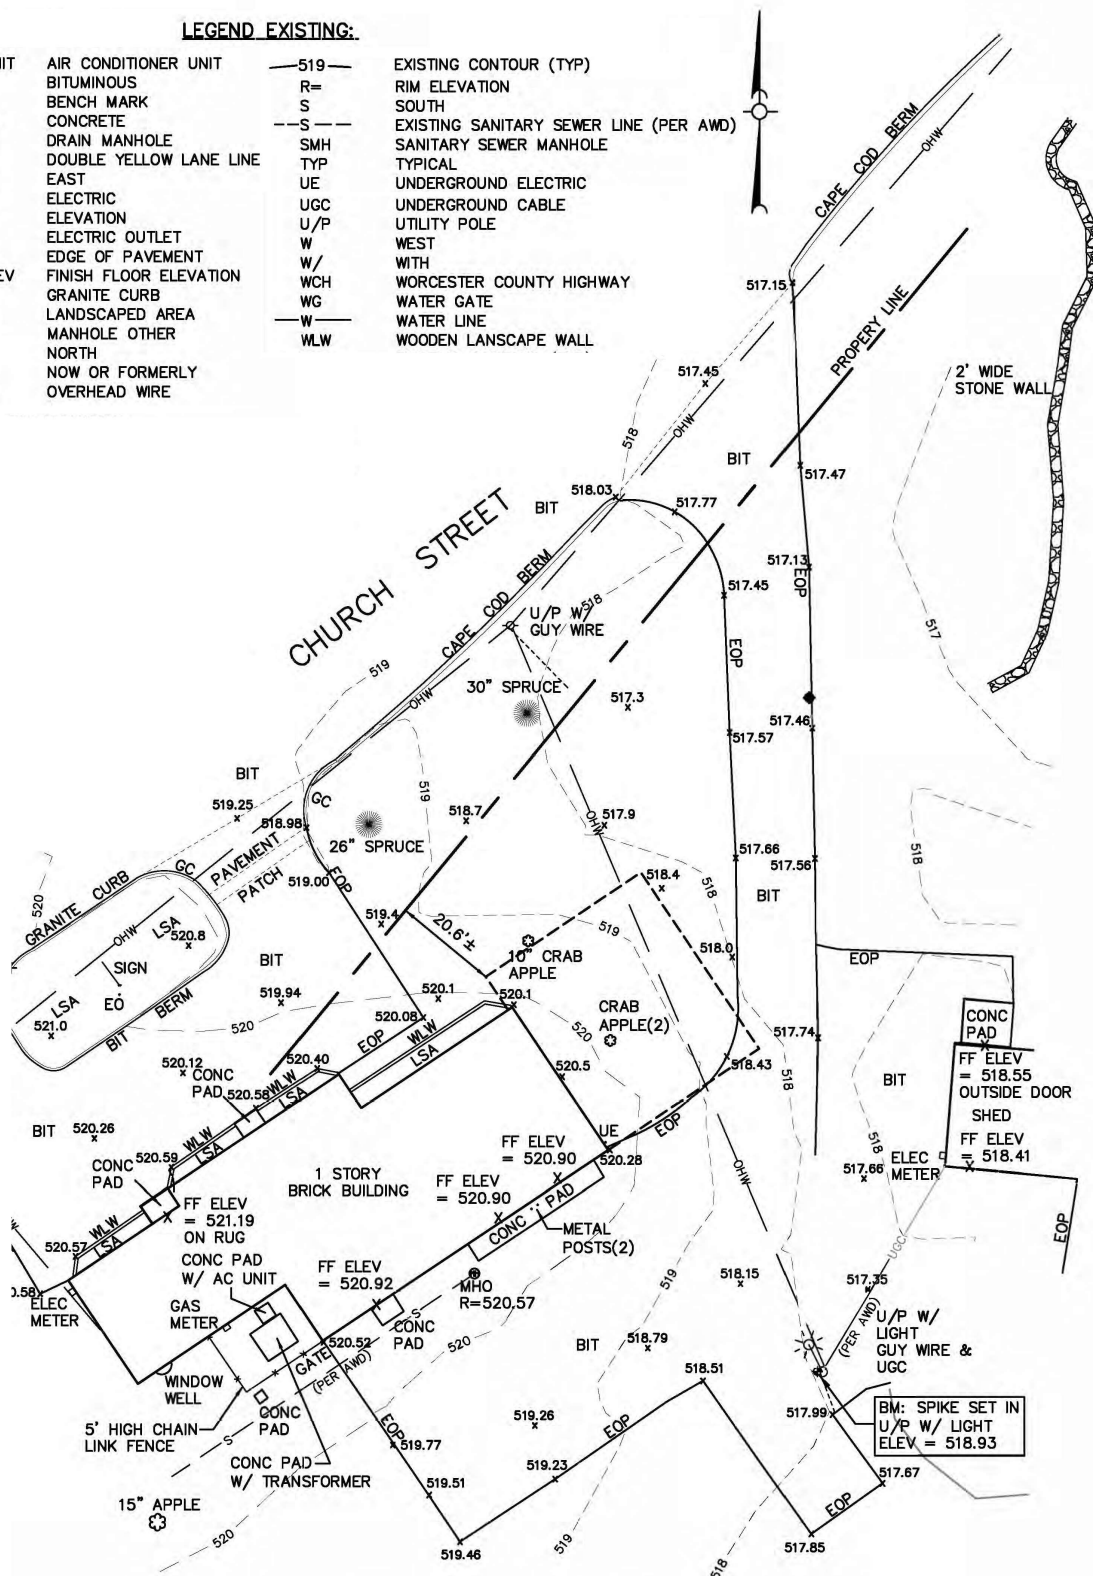 LEGEND EXISTING:
AIR CONDITIONER UNIT
BITUMINOUS
BENCH MARK
CONCRETE
DRAIN MANHOLE
DOUBLE YELLOW LANE LINE
EAST
ELECTRIC
ELEVATION
ELECTRIC OUTLET
EDGE OF PAVEMENT
FINISH FLOOR ELEVATION
GRANITE CURB
LANDSCAPED AREA
MANHOLE OTHER
NORTH
NOW OR FORMERLY
OVERHEAD WIRE
519 EXISTING CONTOUR (TYP)
R= RIM ELEVATION
S SOUTH
--S--- EXISTING SANITARY SEWER LINE (PER AWD)
SMH SANITARY SEWER MANHOLE
TYP TYPICAL
UE UNDERGROUND ELECTRIC
UGC UNDERGROUND CABLE
U/P UTILITY POLE
W WEST
W/ WITH
WCH WORCESTER COUNTY HIGHWAY
WG WATER GATE
W WATER LINE
WLW WOODEN LANSCAPE WALL
CAPE COD BERM
OHW
517.15
PROPERTY LINE
2' WIDE
STONE WALL
517.45
518
OHW
BIT
517.47
518.03
BIT
517.77
CHURCH STREET
CAPE COD BERM
517.13
EOP
517.45
518
U/P W/
GUY WIRE
EOP
517
519
OHW
30" SPRUCE
517.3
517.46
517.57
BIT
519.25
GC
518.98
519
518.7
517.9
OHW
26" SPRUCE
517.66
517.56
518
GC
PAVEMENT
PATCH
519.00
EOP
GRANITE CURB
520
518.4
518
BIT
519.4
20.6'±
519
OHW
LSA
520.8
SIGN
EO
LSA
521.0
BIT BERM
BIT
10" CRAB
APPLE
518.0
EOP
519.94
520.1
520.1
520
520.08
EOP
WLW
LSA
CRAB
APPLE(2)
520
CONC
PAD
517.74
FF ELEV
= 518.55
OUTSIDE DOOR
SHED
FF ELEV
= 518.41
BIT
520.12
CONC
PAD
520.40
520.58
WLW
LSA
520.5
518.43
518
BIT
520.26
520.59
WLW
LSA
CONC
PAD
UE
EOP
520.28
FF ELEV
= 520.90
FF ELEV
= 520.90
1 STORY
BRICK BUILDING
CONC PAD
METAL
POSTS(2)
OHW
518
517.66
ELEC
METER
EOP
FF ELEV
= 521.19
ON RUG
WLW
LSA
520.57
CONC PAD
W/ AC UNIT
FF ELEV
= 520.92
MHO
R=520.57
519
518.15
UGC
517.35
ELEC
METER
GAS
METER
S
CONC
PAD
520.52
GATE
(PER AWD)
520
BIT
518.79
(PER AWD)
U/P W/
LIGHT
GUY WIRE &
UGC
WINDOW
WELL
5' HIGH CHAIN
LINK FENCE
CONC
PAD
518.51
517.99
BM: SPIKE SET IN
U/P W/ LIGHT
ELEV = 518.93
S
EOP
519.77
519.26
EOP
CONC PAD
W/ TRANSFORMER
519.51
519.23
517.67
EOP
15" APPLE
520
519.46
519
517.85
518